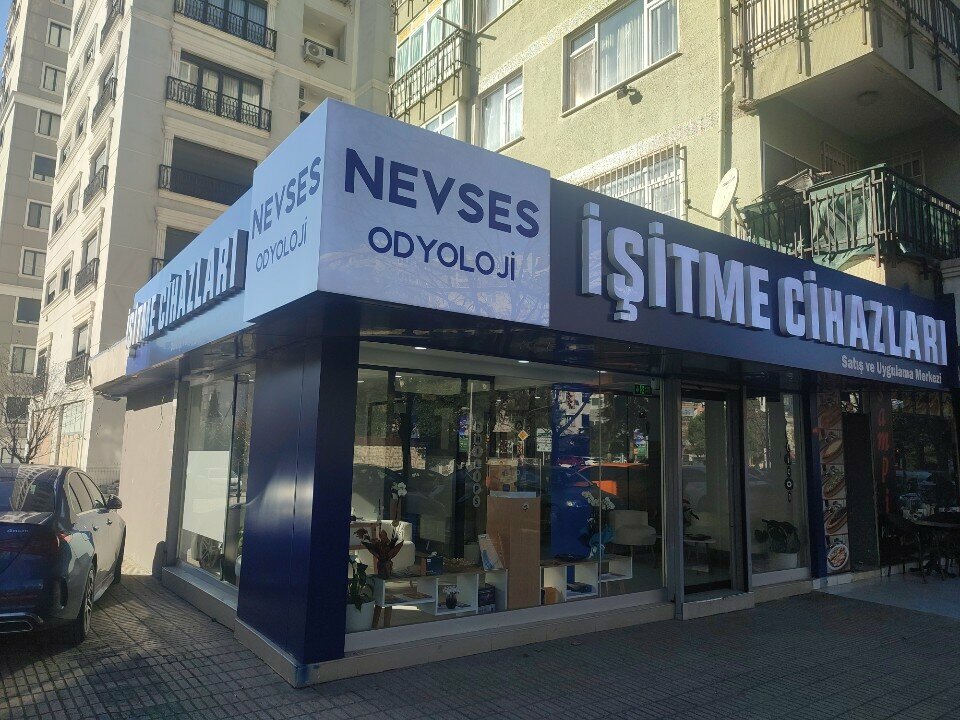 NEVSES
ODYOLOJİ
İŞİTME CİHAZLARI
NEVSES
ODYOLOJİ
İŞİTME CİHAZLARI
Satış ve Uygulama Merkezi